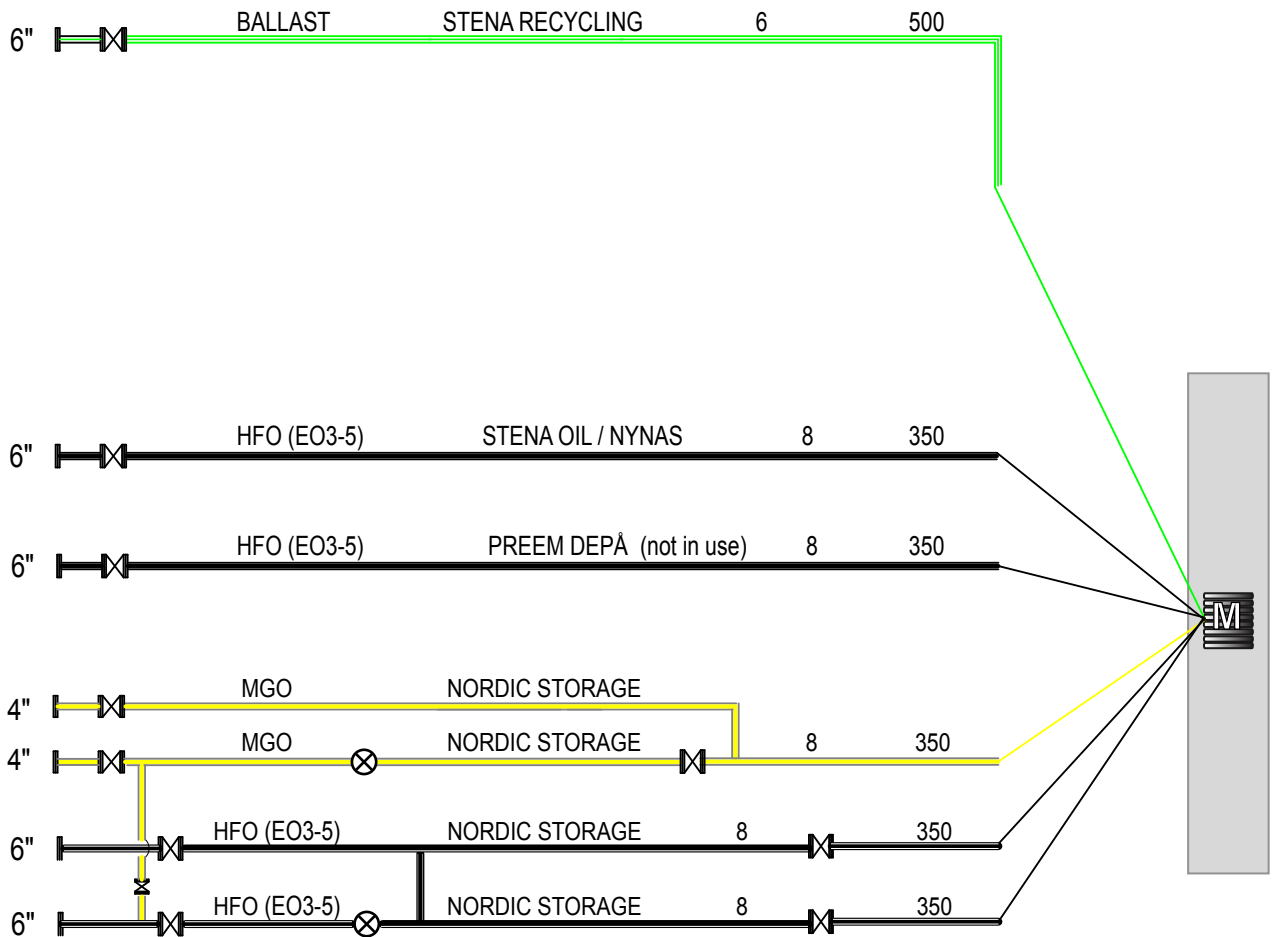 6" BALLAST STENA RECYCLING 6 500
6" HFO (EO3-5) STENA OIL / NYNAS 8 350
6" HFO (EO3-5) PREEM DEPÅ (not in use) 8 350
M
4" MGO NORDIC STORAGE
4" MGO NORDIC STORAGE 8 350
6" HFO (EO3-5) NORDIC STORAGE 8 350
6" HFO (EO3-5) NORDIC STORAGE 8 350